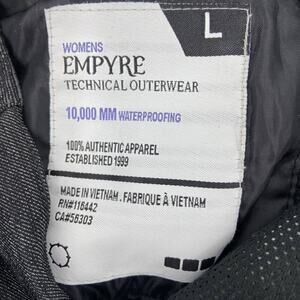 L
WOMENS
EMPYRE
TECHNICAL OUTERWEAR
10,000 MM WATERPROOFING
100% AUTHENTIC APPAREL
ESTABLISHED 1999
MADE IN VIETNAM . FABRIQUE À VIETNAM
RN#116442
CA#56303